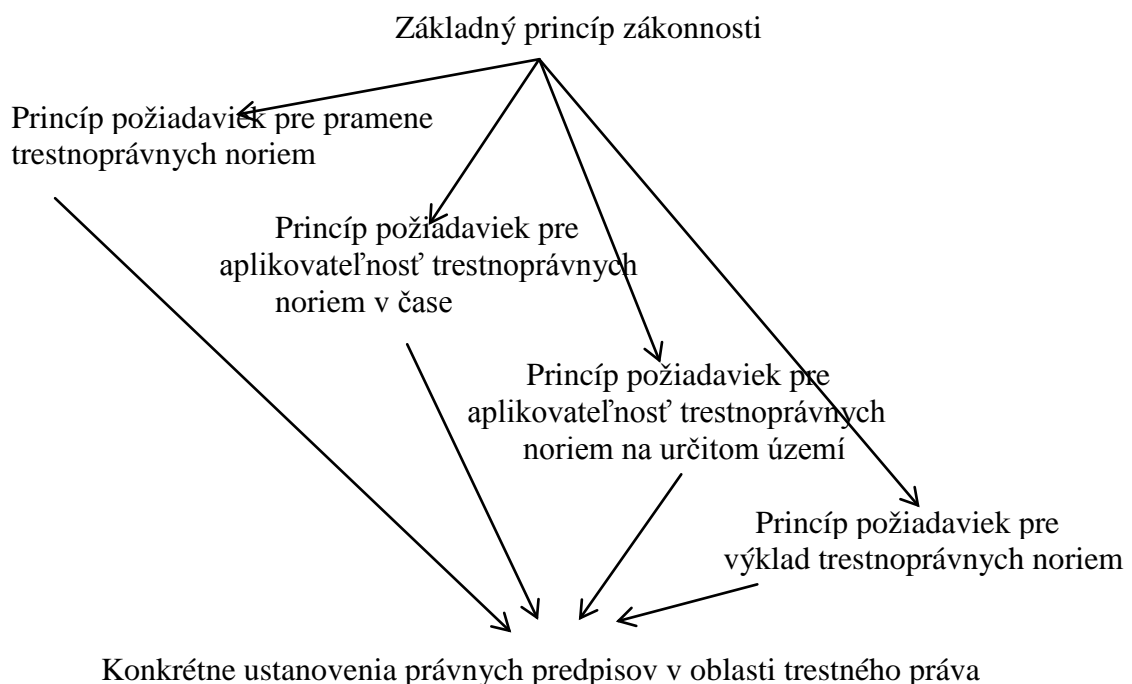 Základný princíp zákonnosti
Princíp požiadaviek pre pramene
trestnoprávnych noriem
Princíp požiadaviek pre
aplikovateľnosť trestnoprávnych
noriem v čase
Princíp požiadaviek pre
aplikovateľnosť trestnoprávnych
noriem na určitom území
Princíp požiadaviek pre
výklad trestnoprávnych noriem
Konkrétne ustanovenia právnych predpisov v oblasti trestného práva